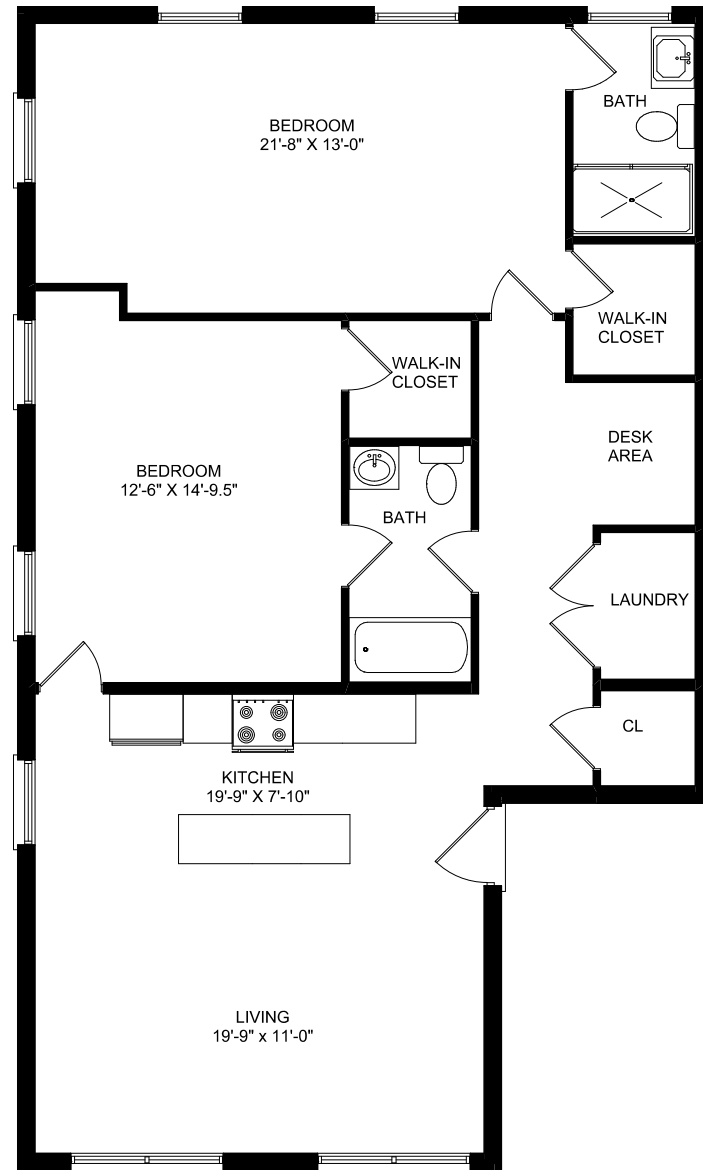 BEDROOM
21'-8" X 13'-0"
BATH
WALK-IN
CLOSET
WALK-IN
CLOSET
DESK
AREA
BEDROOM
12'-6" X 14'-9.5"
BATH
LAUNDRY
CL
KITCHEN
19'-9" X 7'-10"
LIVING
19'-9" x 11'-0"